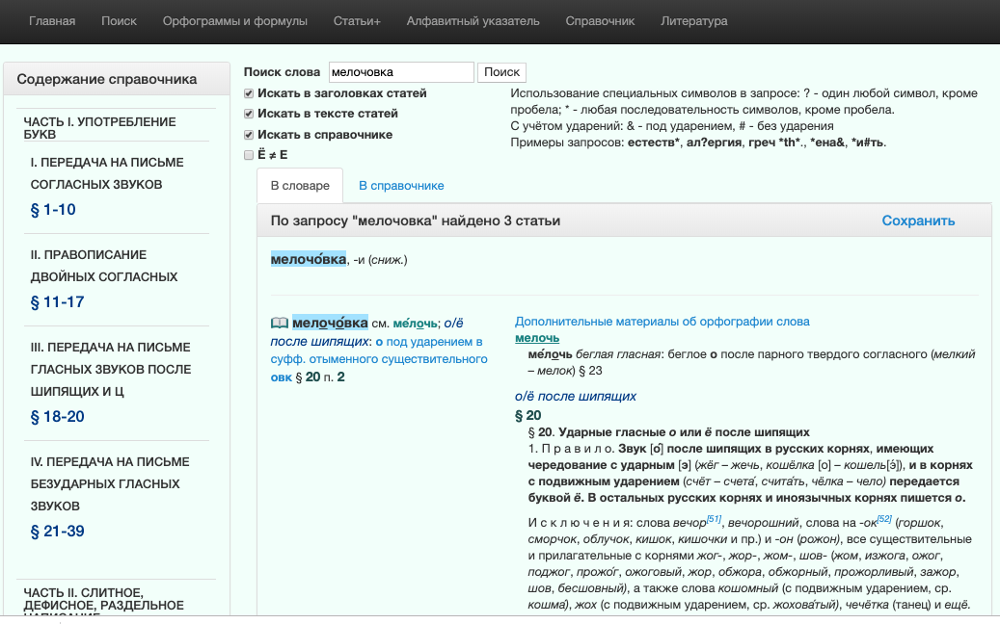 Главная Поиск Орфограммы и формулы Статьи+ Алфавитный указатель Справочник Литература
Содержание справочника
ЧАСТЬ I. УПОТРЕБЛЕНИЕ
БУКВ
I. ПЕРЕДАЧА НА ПИСЬМЕ
СОГЛАСНЫХ ЗВУКОВ
§ 1-10
II. ПРАВОПИСАНИЕ
ДВОЙНЫХ СОГЛАСНЫХ
§ 11-17
III. ПЕРЕДАЧА НА ПИСЬМЕ
ГЛАСНЫХ ЗВУКОВ ПОСЛЕ
ШИПЯЩИХ И Ц
§ 18-20
IV. ПЕРЕДАЧА НА ПИСЬМЕ
БЕЗУДАРНЫХ ГЛАСНЫХ
ЗВУКОВ
§ 21-39
ЧАСТЬ II. СЛИТНОЕ,
ДЕФИСНОЕ, РАЗДЕЛЬНОЕ
Поиск слова мелочовка Поиск
Искать в заголовках статей
Искать в тексте статей
Искать в справочнике
Ё ≠ Е
Использование специальных символов в запросе: ? - один любой символ, кроме
пробела; * - любая последовательность символов, кроме пробела.
С учётом ударений: & - под ударением, # - без ударения
Примеры запросов: естеств*, ал?ергия, греч *th*., *ена&, *и#ть.
В словаре В справочнике
По запросу "мелочовка" найдено 3 статьи Сохранить
мелочо́вка, -и (сниж.)
мелочо́вка см. ме́лочь; о/ё
после шипящих: о под ударением в
суфф. отыменного существительного
овк § 20 п. 2
Дополнительные материалы об орфографии слова
мелочь
ме́лочь беглая гласная: беглое о после парного твердого согласного (мелкий
– мелок) § 23
о/ё после шипящих
§ 20
§ 20. Ударные гласные о или ё после шипящих
1. П р а в и л о. Звук [о́] после шипящих в русских корнях, имеющих
чередование с ударным [э] (жёг – жечь, кошёлка [о] – кошель[э́]), и в корнях
с подвижным ударением (счёт – счета́, счита́ть, чёлка – чело) передается
буквой ё. В остальных русских корнях и иноязычных корнях пишется о.
И с к л ю ч е н и я: слова вечор[51], вечорошний, слова на -ок[52] (горшок,
сморчок, облучок, кишок, кишочки и пр.) и -он (рожон), все существительные
и прилагательные с корнями жог-, жор-, жом-, шов- (жом, изжога, ожог,
поджог, прожо́г, ожоговый, жор, обжора, обжорный, прожорливый, зажор,
шов, бесшовный), а также слова кошомный (с подвижным ударением, ср.
кошма), жох (с подвижным ударением, ср. жохова́тый), чечётка (танец) и ещё.